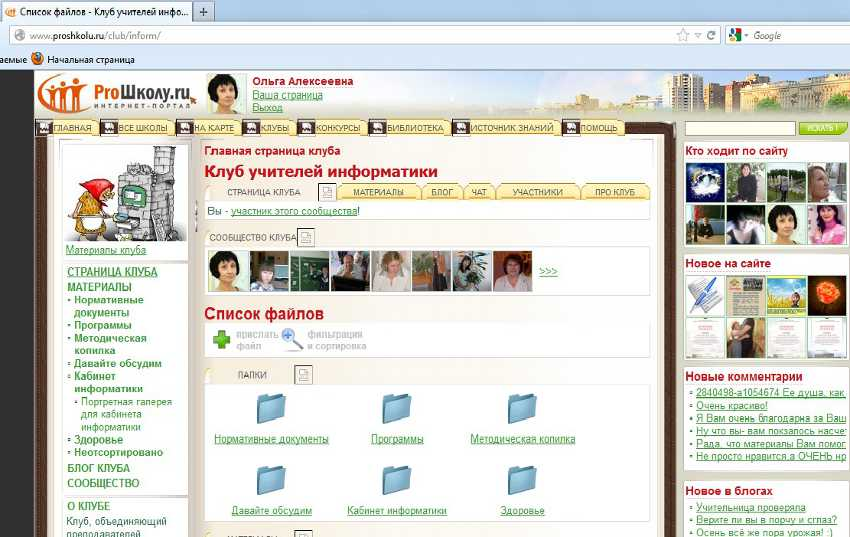 Список файлов - Клуб учителей инфо...
www.proshkolu.ru/club/inform/
Google
аемые Начальная страница
ProШколу.ru
ИНТЕРНЕТ-ПОРТАЛ
Ольга Алексеевна
Ваша страница
Выход
ГЛАВНАЯ ВСЕ ШКОЛЫ НА КАРТЕ КЛУБЫ КОНКУРСЫ БИБЛИОТЕКА ИСТОЧНИК ЗНАНИЙ ПОМОЩЬ
ИСКАТЬ !
Материалы клуба
СТРАНИЦА КЛУБА
МАТЕРИАЛЫ
Нормативные
документы
Программы
Методическая
копилка
Давайте обсудим
Кабинет
информатики
Портретная галерея
для кабинета
информатики
Здоровье
Неотсортировано
БЛОГ КЛУБА
СООБЩЕСТВО
О КЛУБЕ
Клуб, объединяющий
преподавателей
Главная страница клуба
Клуб учителей информатики
СТРАНИЦА КЛУБА МАТЕРИАЛЫ БЛОГ ЧАТ УЧАСТНИКИ ПРО КЛУБ
Вы - участник этого сообщества!
СООБЩЕСТВО КЛУБА
>>>
Список файлов
прислать
файл
фильтрация
и сортировка
ПАПКИ
Нормативные документы Программы Методическая копилка
Давайте обсудим Кабинет информатики Здоровье
Кто ходит по сайту
Новое на сайте
Новые комментарии
2840498-a1054674 Ее душа, как
Очень красиво!
Я Вам очень благодарна за Ваш
Ну что вы- вам покзалось насче
Рада, что материалы Вам помог
Не просто нравится,а ОЧЕНЬ нр
Новое в блогах
Учительница проверяла
Верите ли вы в порчу и сглаз?
Осень всё же пора урожая! :)